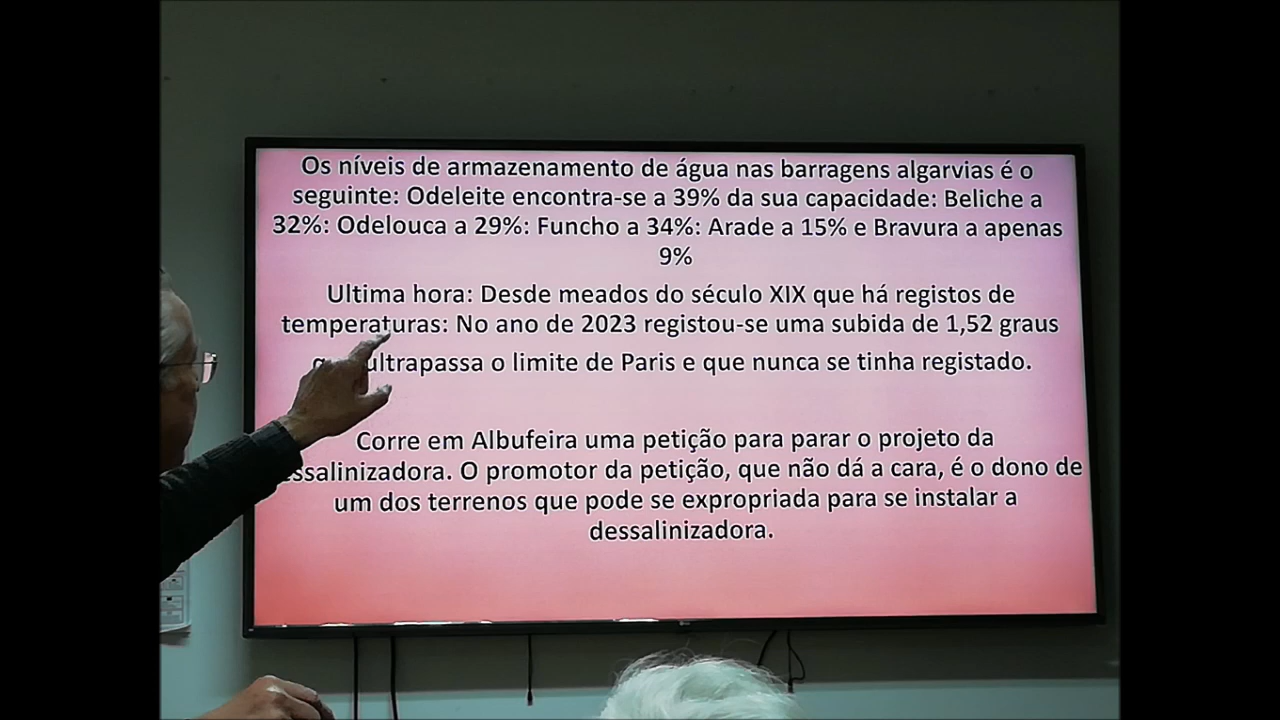 Os níveis de armazenamento de água nas barragens algarvias é o
seguinte: Odeleite encontra-se a 39% da sua capacidade: Beliche a
32%: Odelouca a 29%: Funcho a 34%: Arade a 15% e Bravura a apenas
9%
Ultima hora: Desde meados do século XIX que há registos de
temperaturas: No ano de 2023 registou-se uma subida de 1,52 graus
ultrapassa o limite de Paris e que nunca se tinha registado.
Corre em Albufeira uma petição para parar o projeto da
ssalinizadora. O promotor da petição, que não dá a cara, é o dono de
um dos terrenos que pode se expropriada para se instalar a
dessalinizadora.